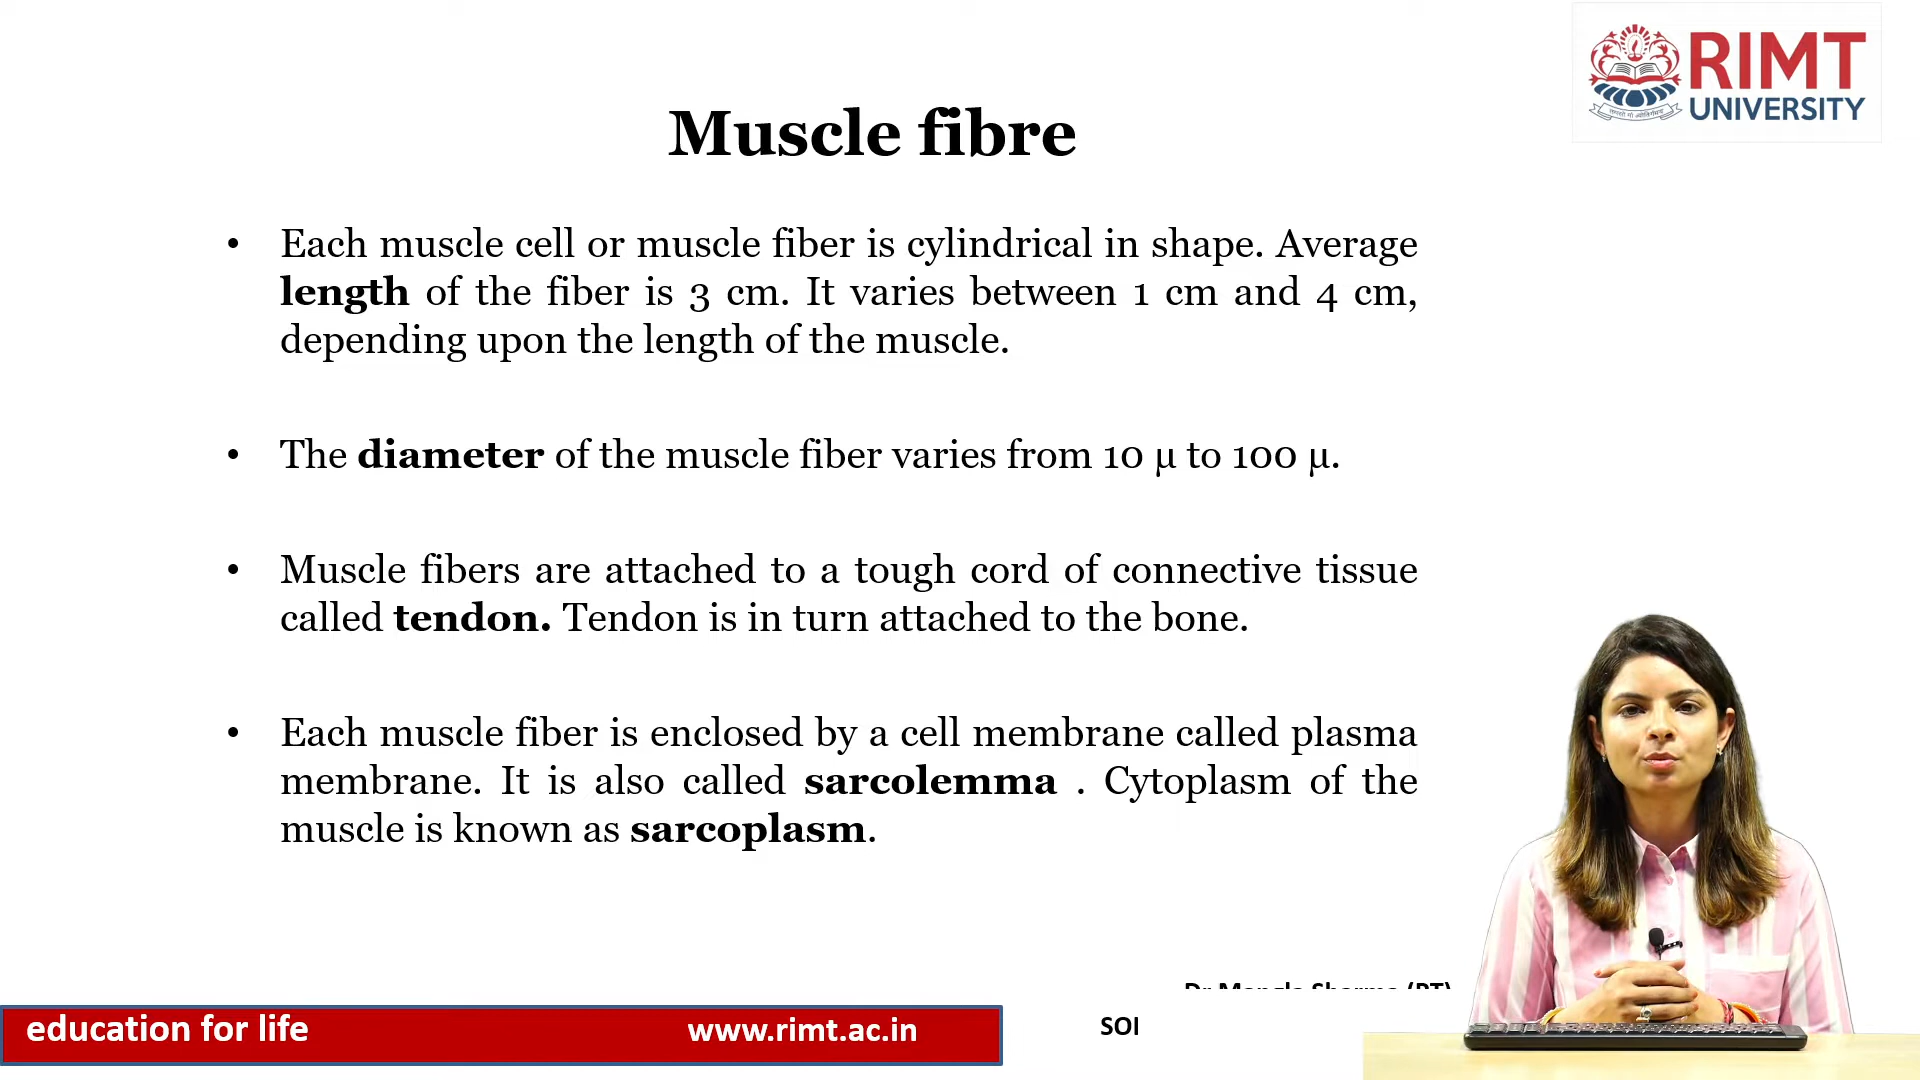 RIMT
UNIVERSITY
Muscle fibre
• Each muscle cell or muscle fiber is cylindrical in shape. Average
length of the fiber is 3 cm. It varies between 1 cm and 4 cm,
depending upon the length of the muscle.
• The diameter of the muscle fiber varies from 10 µ to 100 µ.
• Muscle fibers are attached to a tough cord of connective tissue
called tendon. Tendon is in turn attached to the bone.
• Each muscle fiber is enclosed by a cell membrane called plasma
membrane. It is also called sarcolemma . Cytoplasm of the
muscle is known as sarcoplasm.
Dr Mangla Sharma (PT)
education for life www.rimt.ac.in SOI